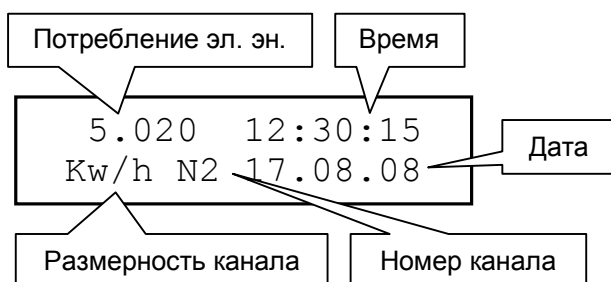 Потребление эл. эн.
Время
5.020 12:30:15
Kw/h N2 17.08.08
Дата
Размерность канала
Номер канала